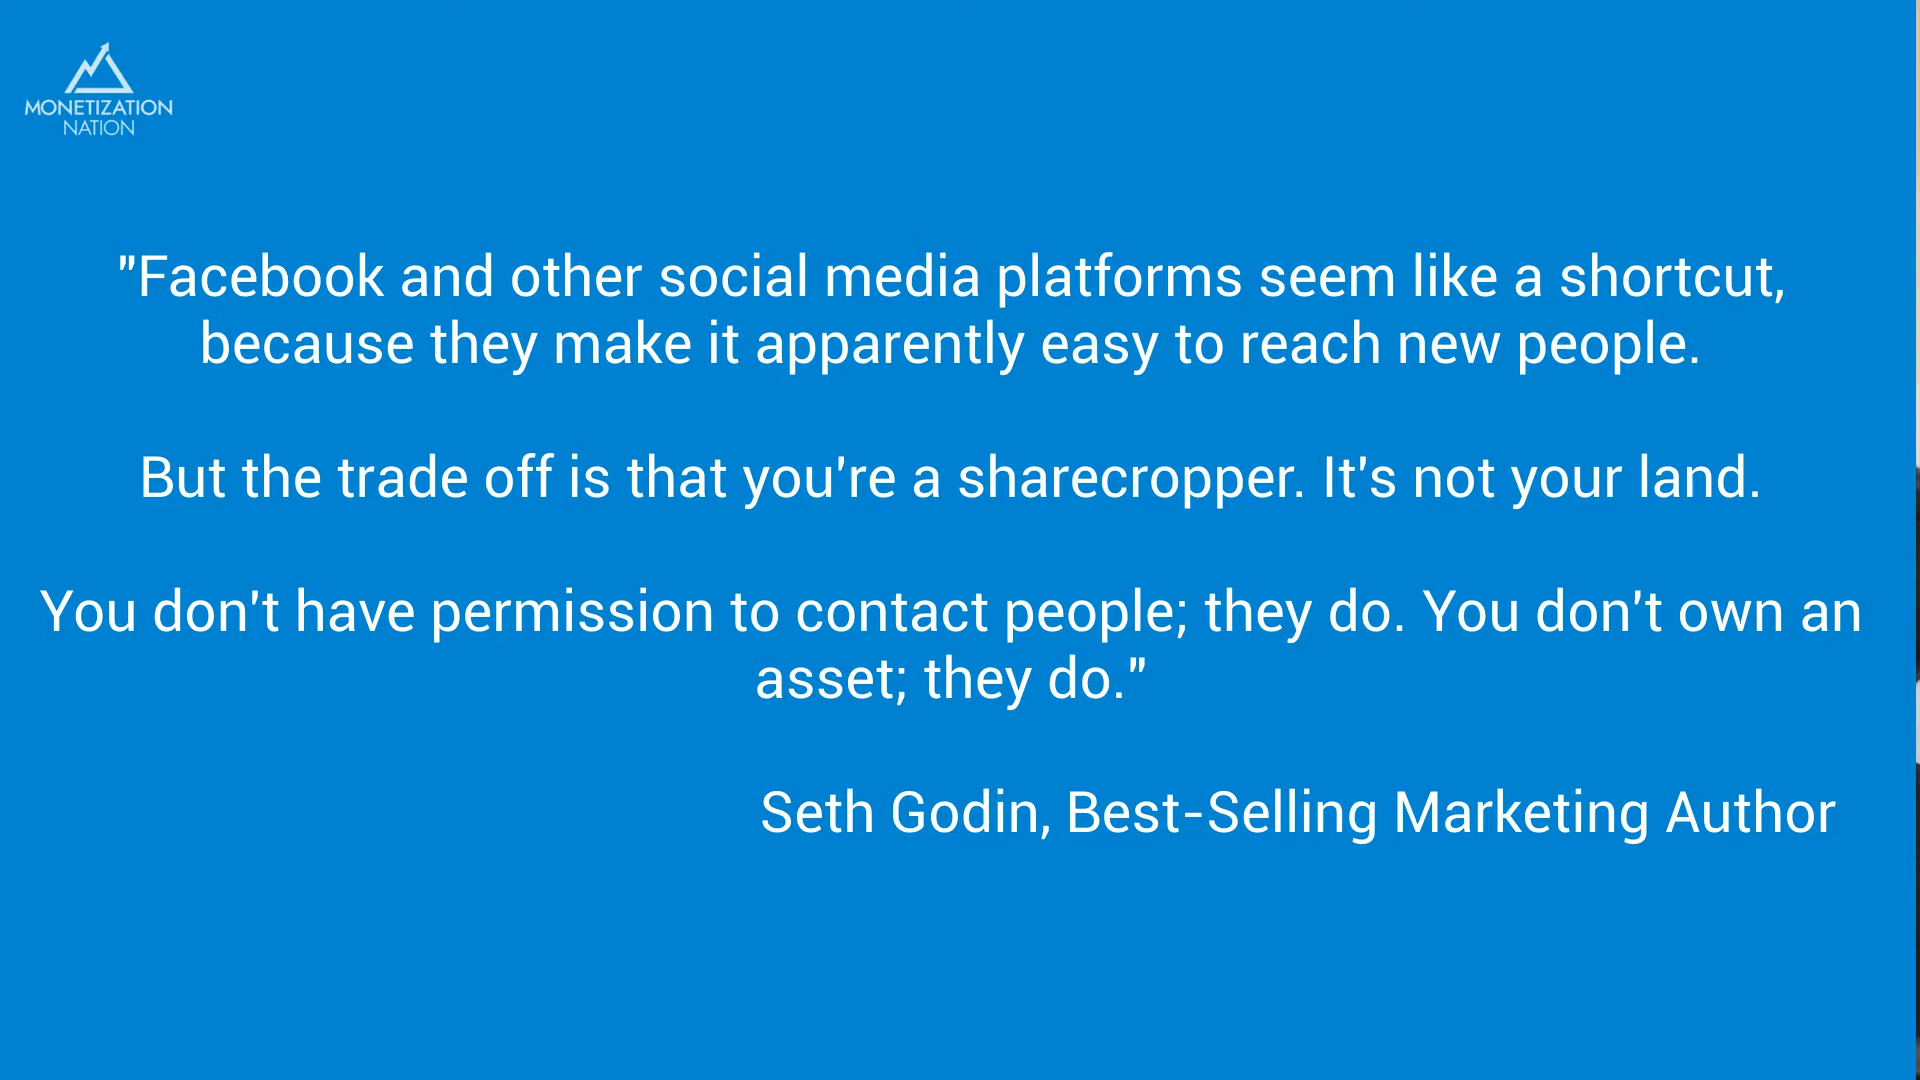 MONETIZATION
NATION
"Facebook and other social media platforms seem like a shortcut,
because they make it apparently easy to reach new people.
But the trade off is that you're a sharecropper. It's not your land.
You don't have permission to contact people; they do. You don't own an
asset; they do."
Seth Godin, Best-Selling Marketing Author